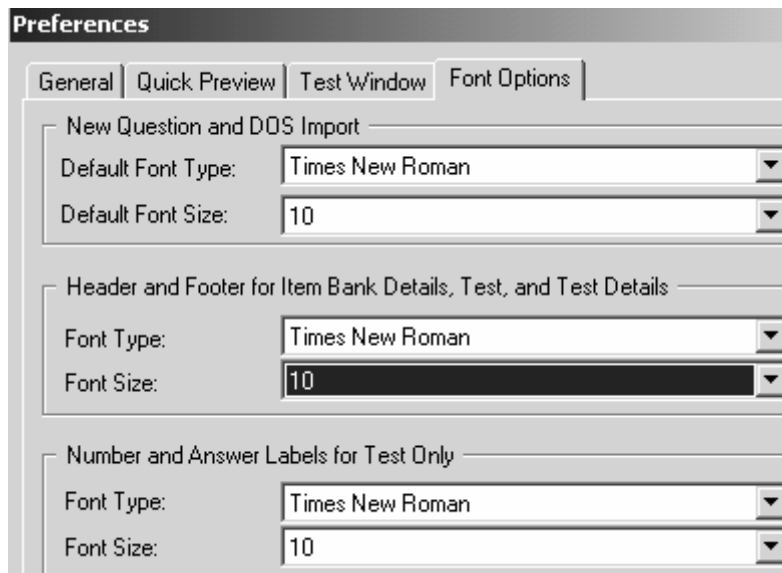 Preferences
General Quick Preview Test Window Font Options
New Question and DOS Import
Default Font Type: Times New Roman
Default Font Size: 10
Header and Footer for Item Bank Details, Test, and Test Details
Font Type: Times New Roman
Font Size: 10
Number and Answer Labels for Test Only
Font Type: Times New Roman
Font Size: 10